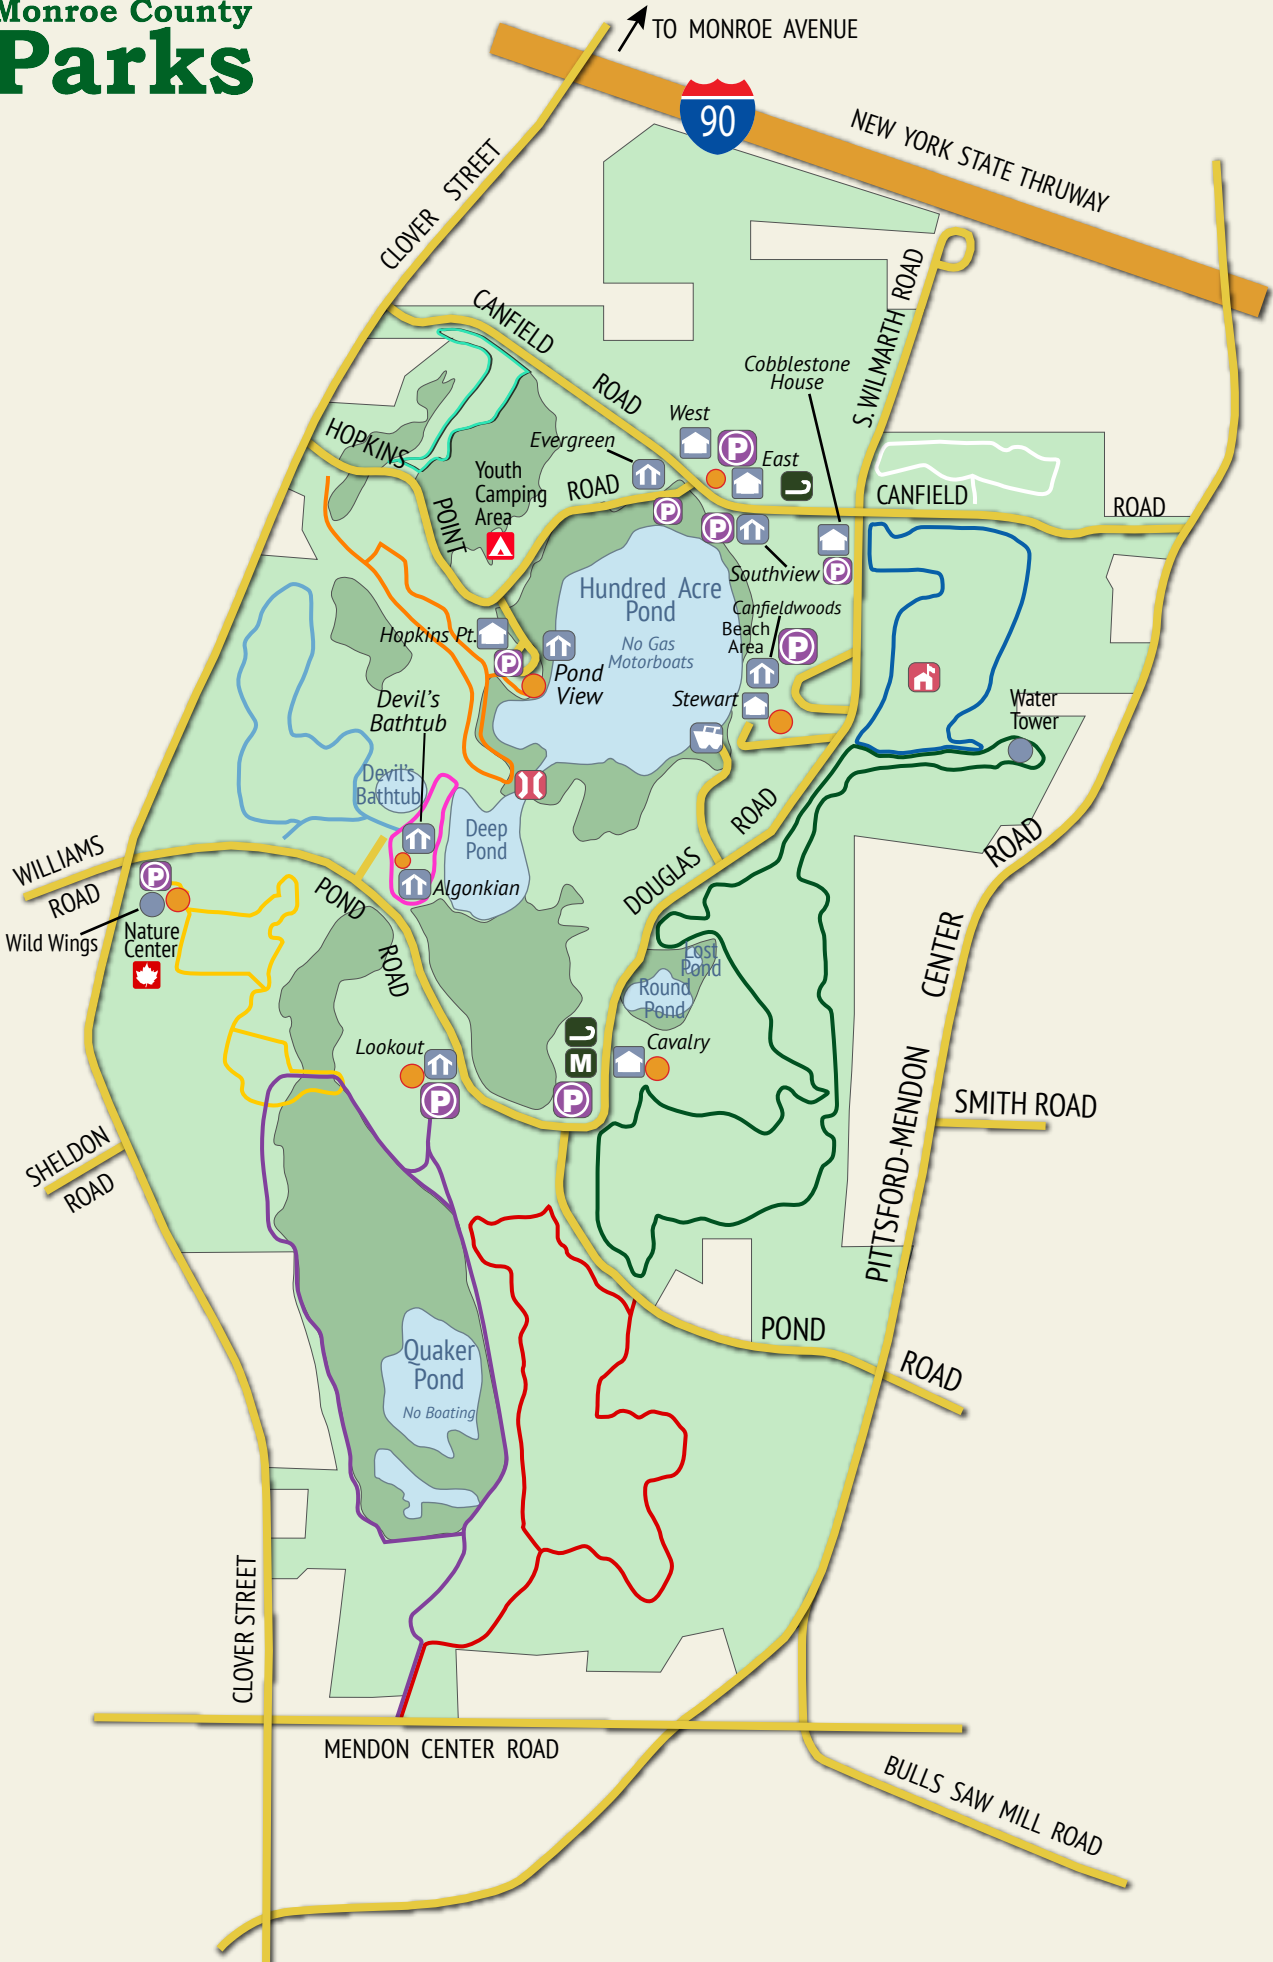 Monroe County
Parks
TO MONROE AVENUE
90
NEW YORK STATE THRUWAY
CLOVER STREET
CANFIELD
ROAD
S. WILMARTH ROAD
Cobblestone
House
West
P
East
Evergreen
HOPKINS
POINT
ROAD
Youth
Camping
Area
P
P
CANFIELD
ROAD
Southview
P
Hundred Acre
Pond
No Gas
Motorboats
Canfieldwoods
Beach
Area
P
Hopkins Pt.
P
Pond
View
Stewart
Water
Tower
Devil's
Bathtub
Devil's
Bathtub
Deep
Pond
Algonkian
DOUGLAS
ROAD
WILLIAMS
ROAD
P
Wild Wings
Nature
Center
POND
ROAD
Lost
Pond
Round
Pond
PITTSFORD-MENDON
CENTER
ROAD
Lookout
P
M
P
Cavalry
SMITH ROAD
SHELDON
ROAD
POND
ROAD
Quaker
Pond
No Boating
CLOVER STREET
MENDON CENTER ROAD
BULLS SAW MILL ROAD